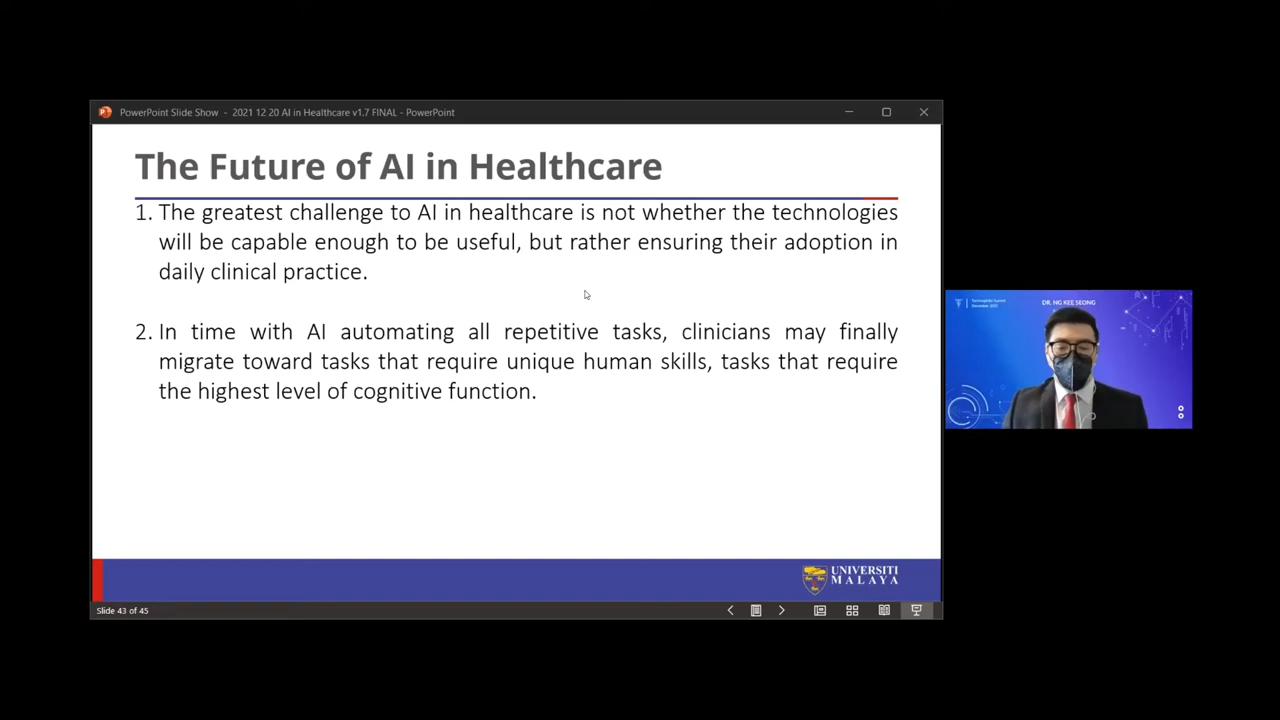 PowerPoint Slide Show - 2021 12 20 AI in Healthcare v1.7 FINAL - PowerPoint
The Future of AI in Healthcare
1. The greatest challenge to AI in healthcare is not whether the technologies
will be capable enough to be useful, but rather ensuring their adoption in
daily clinical practice.
2. In time with AI automating all repetitive tasks, clinicians may finally
migrate toward tasks that require unique human skills, tasks that require
the highest level of cognitive function.
UNIVERSITI
MALAYA
Slide 43 of 45
DR. NG KEE SEONG